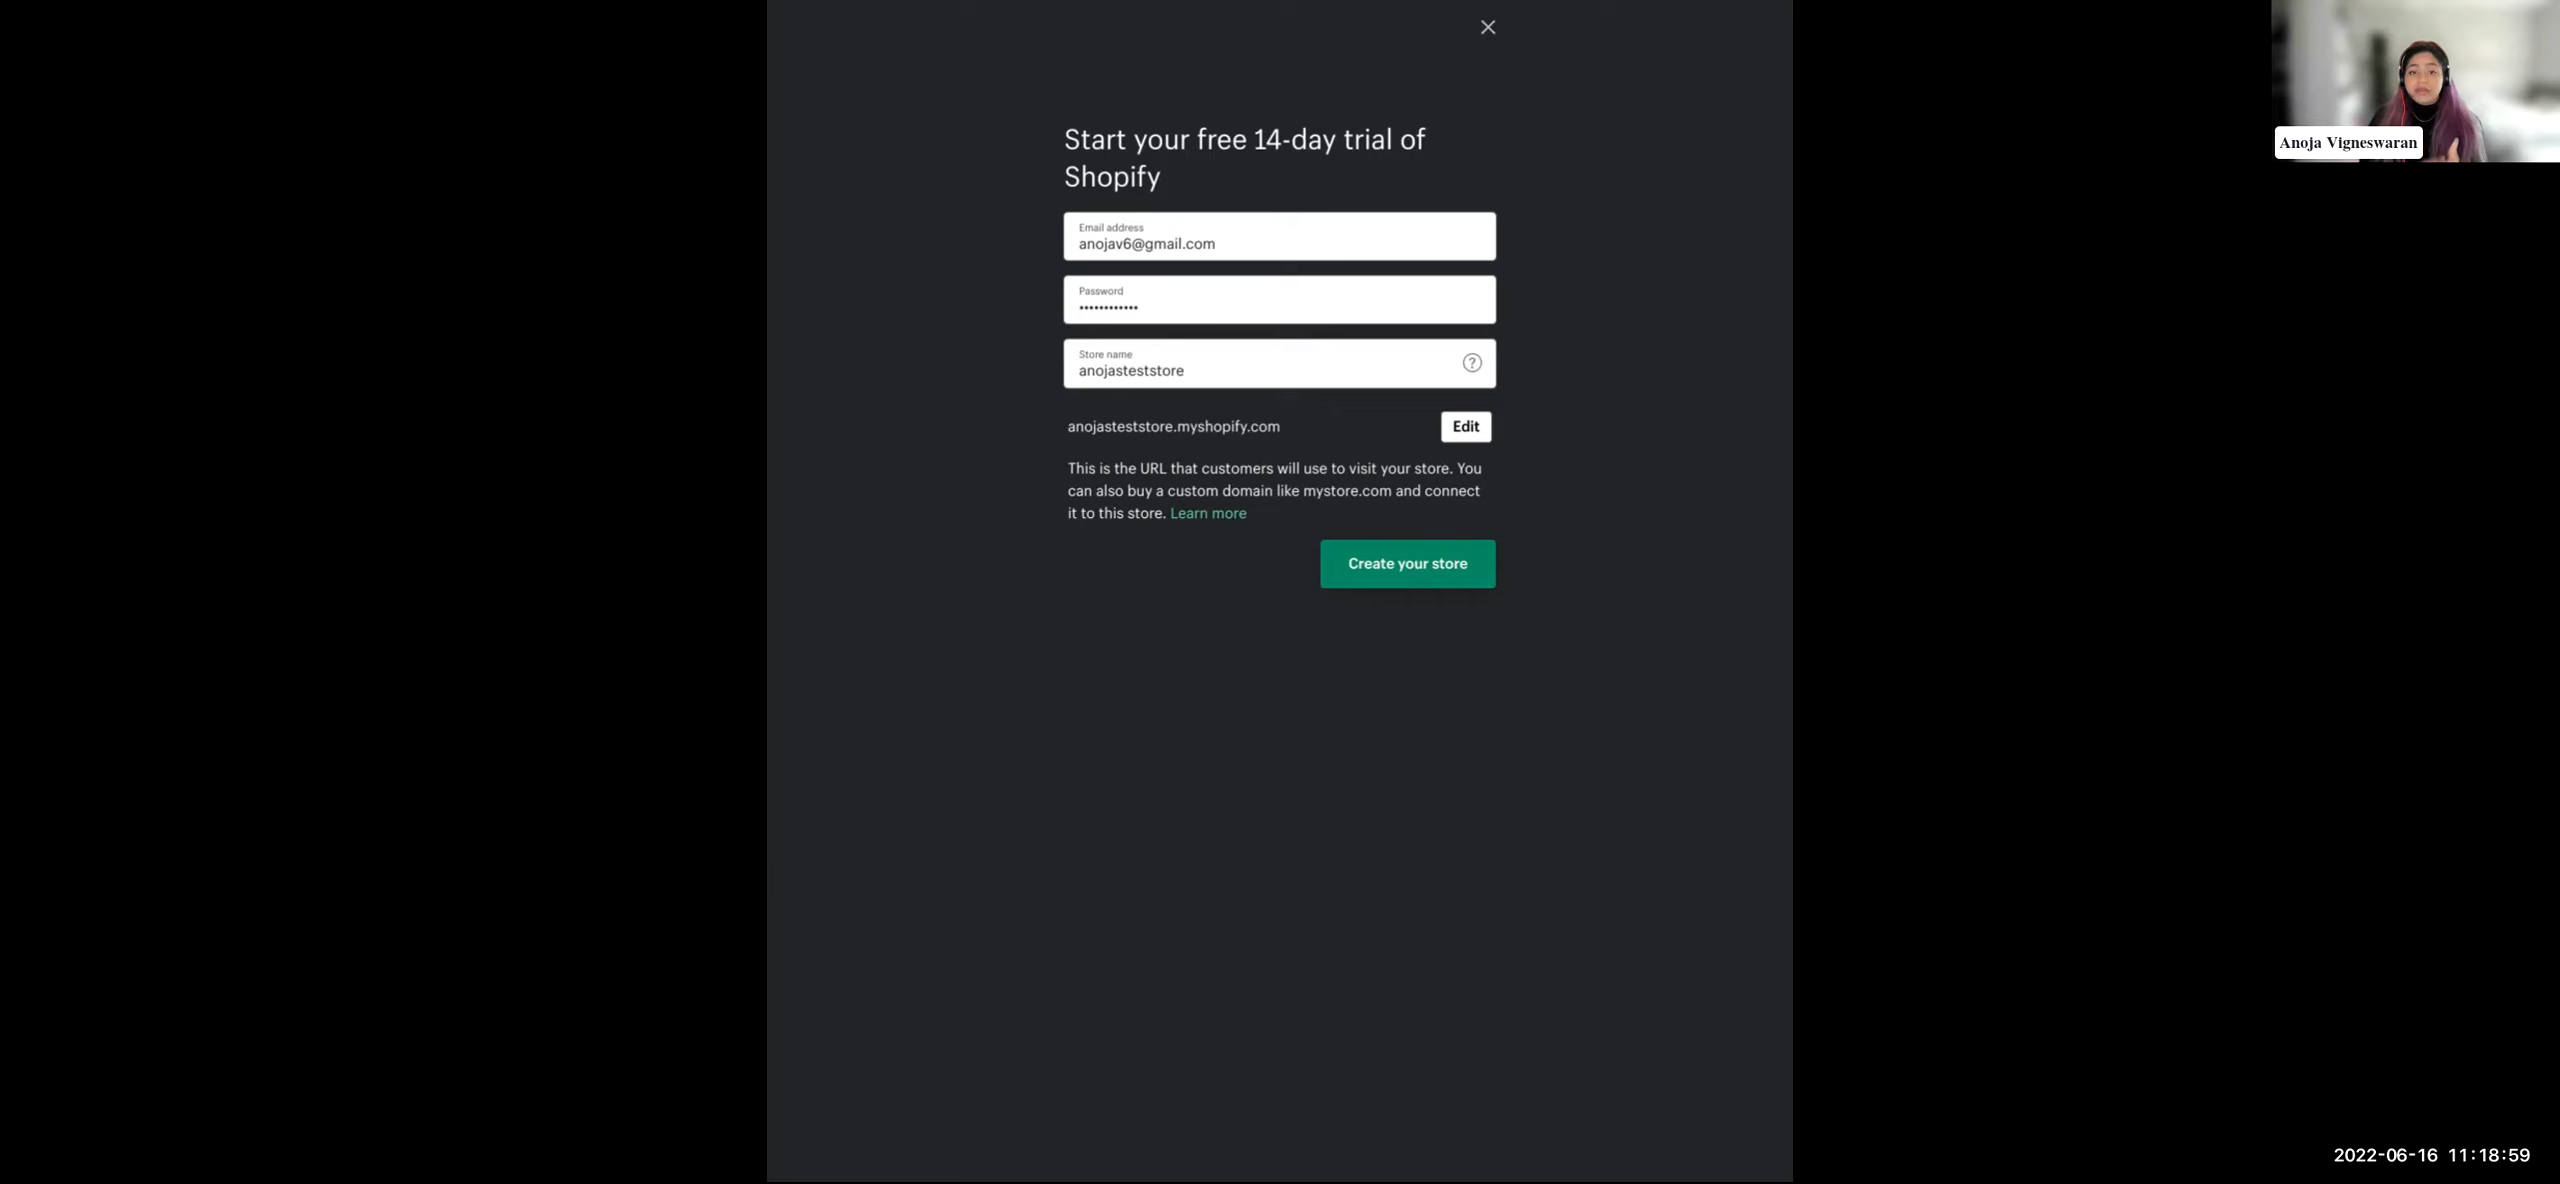 Start your free 14-day trial of
Shopify
Email address
anojav6@gmail.com
Password
••••••••••••
Store name
anojasteststore
?
anojasteststore.myshopify.com
Edit
This is the URL that customers will use to visit your store. You
can also buy a custom domain like mystore.com and connect
it to this store. Learn more
Create your store
Anoja Vigneswaran
2022-06-16 11:18:59